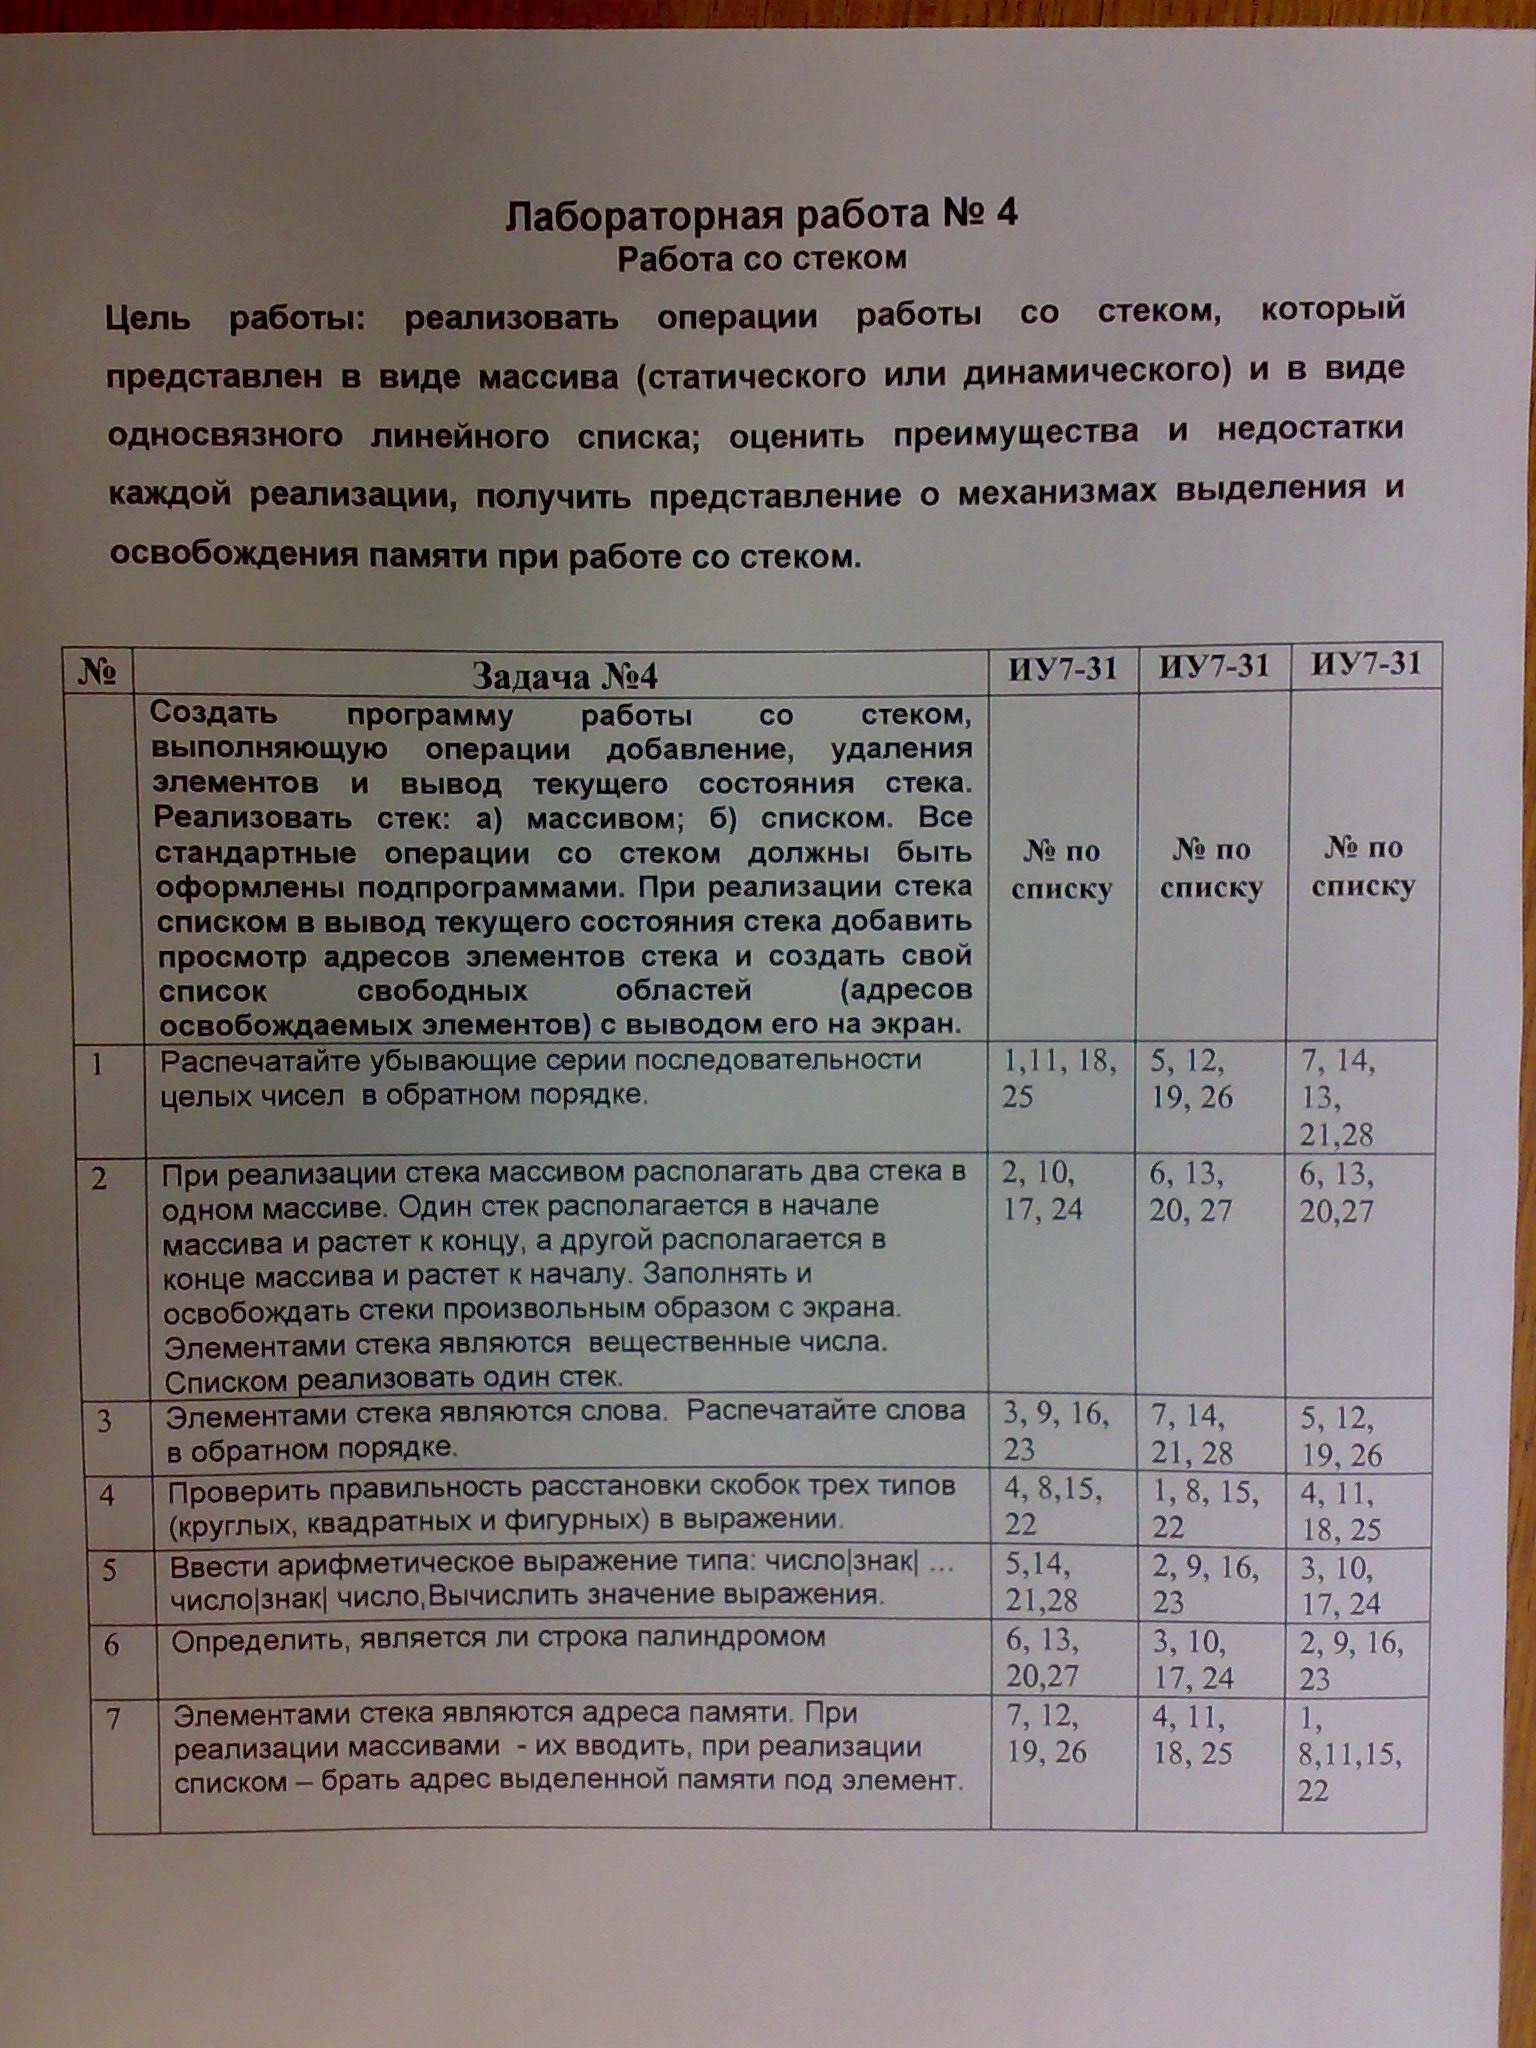 Лабораторная работа № 4
Работа со стеком
Цель работы: реализовать операции работы со стеком, который
представлен в виде массива (статического или динамического) и в виде
односвязного линейного списка; оценить преимущества и недостатки
каждой реализации, получить представление о механизмах выделения и
освобождения памяти при работе со стеком.
№ Задача №4 ИУ7-31 ИУ7-31 ИУ7-31
Создать программу работы со стеком,
выполняющую операции добавление, удаления
элементов и вывод текущего состояния стека.
Реализовать стек: а) массивом; б) списком. Все
стандартные операции со стеком должны быть
оформлены подпрограммами. При реализации стека
списком в вывод текущего состояния стека добавить
просмотр адресов элементов стека и создать свой
список свободных областей (адресов
освобождаемых элементов) с выводом его на экран.
№ по
списку
№ по
списку
№ по
списку
1
Распечатайте убывающие серии последовательности
целых чисел в обратном порядке.
1,11, 18,
25
5, 12,
19, 26
7, 14,
13,
21,28
2
При реализации стека массивом располагать два стека в
одном массиве. Один стек располагается в начале
массива и растет к концу, а другой располагается в
конце массива и растет к началу. Заполнять и
освобождать стеки произвольным образом с экрана.
Элементами стека являются вещественные числа.
Списком реализовать один стек.
2, 10,
17, 24
6, 13,
20, 27
6, 13,
20,27
3
Элементами стека являются слова. Распечатайте слова
в обратном порядке.
3, 9, 16,
23
7, 14,
21, 28
5, 12,
19, 26
4
Проверить правильность расстановки скобок трех типов
(круглых, квадратных и фигурных) в выражении.
4, 8,15,
22
1, 8, 15,
22
4, 11,
18, 25
5
Ввести арифметическое выражение типа: число|знак| ...
число|знак| число,Вычислить значение выражения.
5,14,
21,28
2, 9, 16,
23
3, 10,
17, 24
6
Определить, является ли строка палиндромом
6, 13,
20,27
3, 10,
17, 24
2, 9, 16,
23
7
Элементами стека являются адреса памяти. При
реализации массивами - их вводить, при реализации
списком – брать адрес выделенной памяти под элемент.
7, 12,
19, 26
4, 11,
18, 25
1,
8,11,15,
22